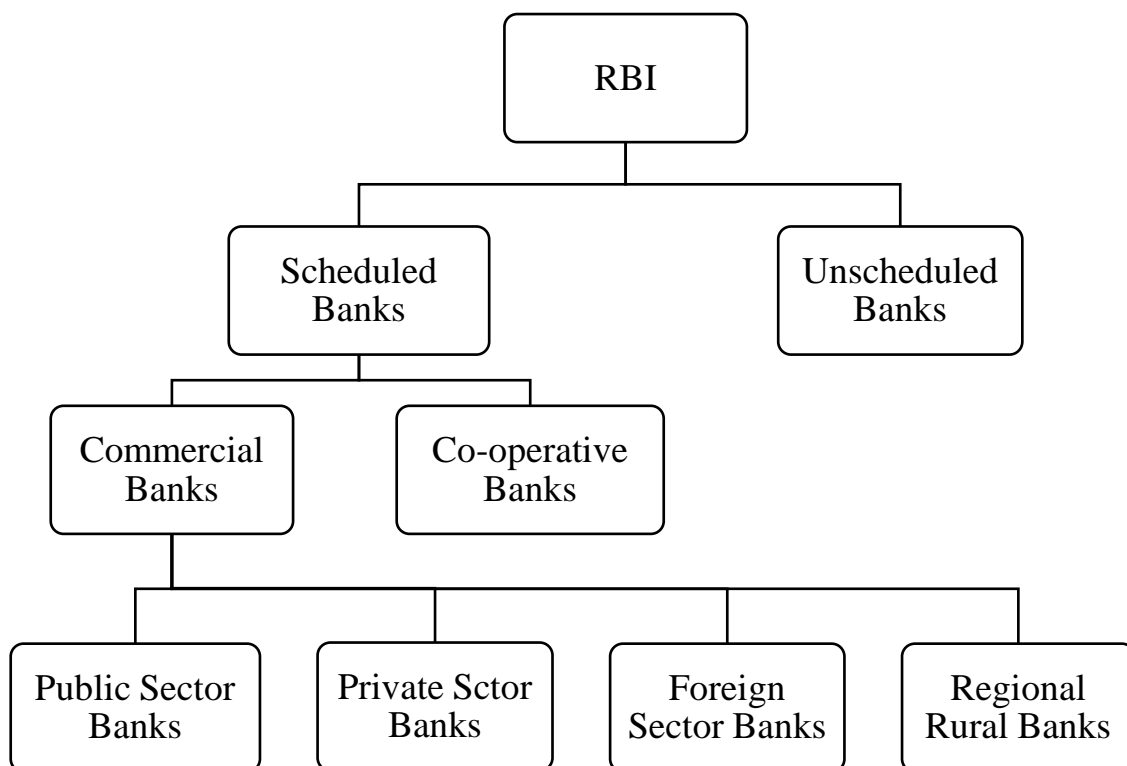 RBI
Scheduled
Banks
Unscheduled
Banks
Commercial
Banks
Co-operative
Banks
Public Sector
Banks
Private Sctor
Banks
Foreign
Sector Banks
Regional
Rural Banks